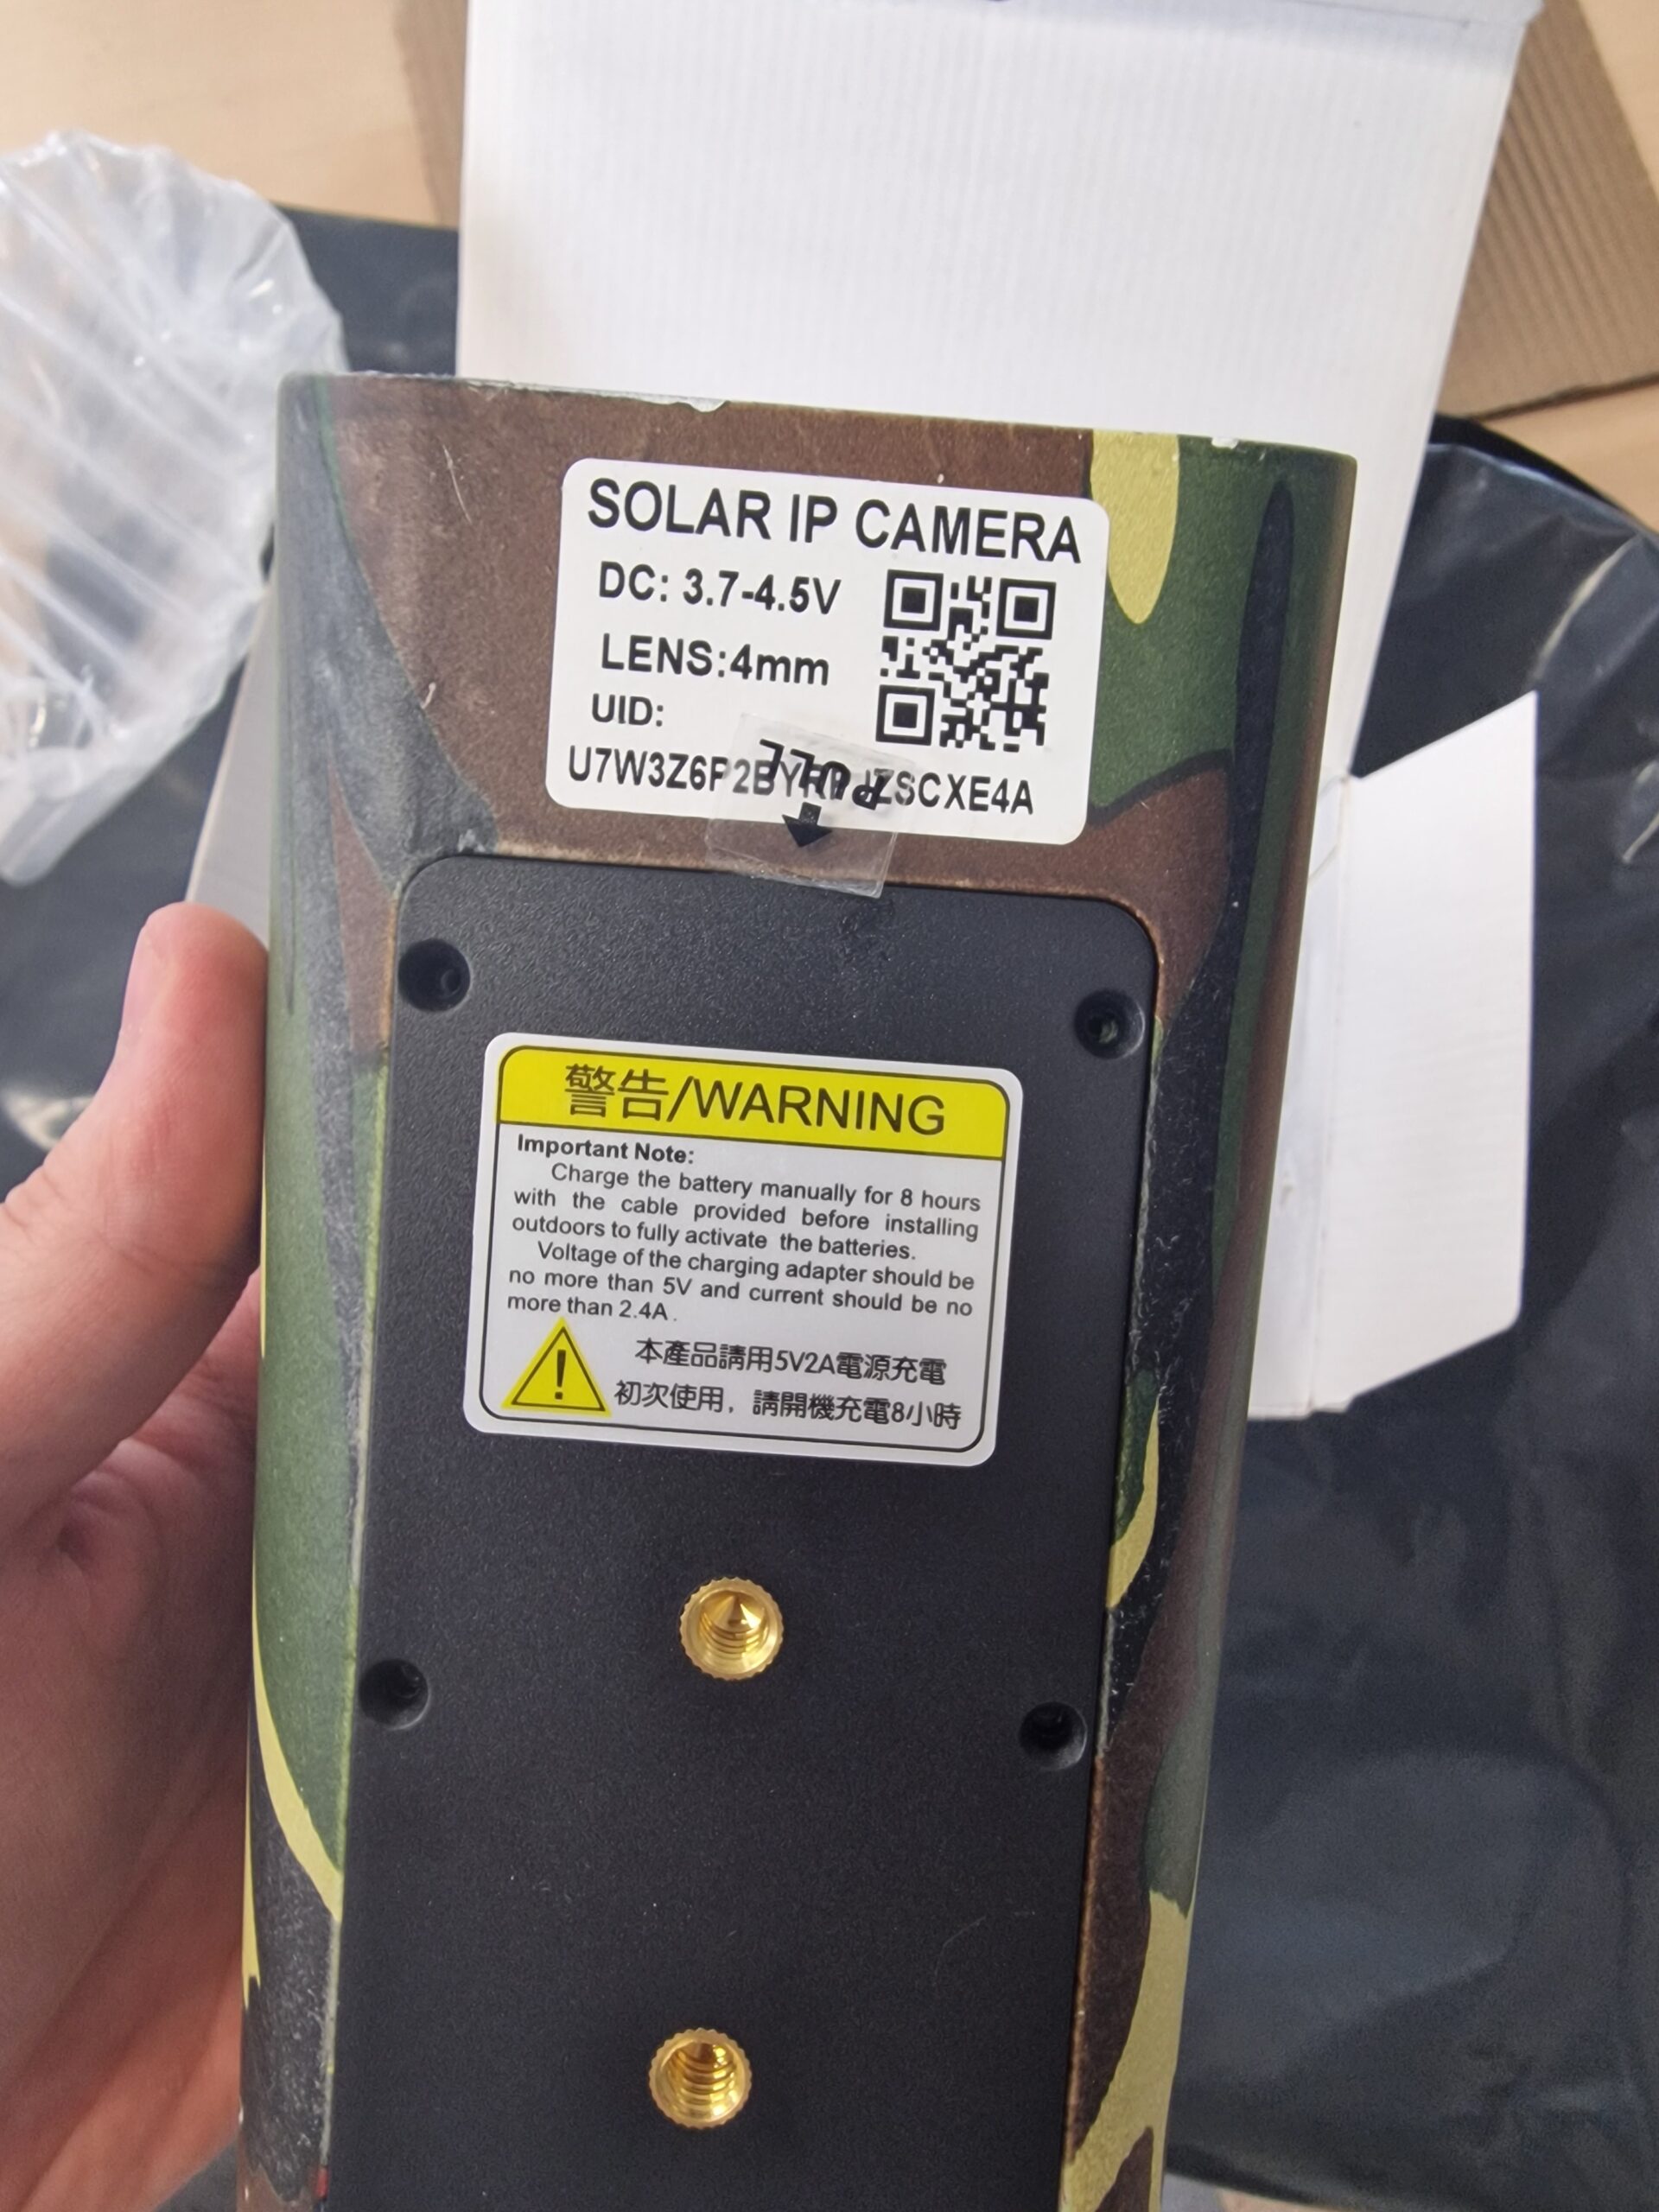 SOLAR IP CAMERA
DC: 3.7-4.5V
LENS:4mm
UID:
PULL
警告/WARNING
Important Note:
Charge the battery manually for 8 hours
with the cable provided before installing
outdoors to fully activate the batteries.
Voltage of the charging adapter should be
no more than 5V and current should be no
more than 2.4A .
本產品請用5V2A電源充電
初次使用，請開機充電8小時